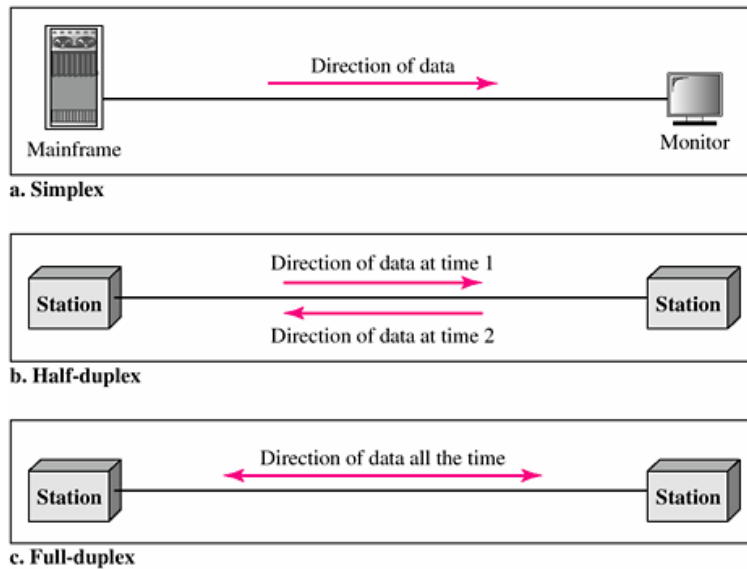 Direction of data
Mainframe
Monitor
a. Simplex
Direction of data at time 1
Station
Station
Direction of data at time 2
b. Half-duplex
Direction of data all the time
Station
Station
c. Full-duplex